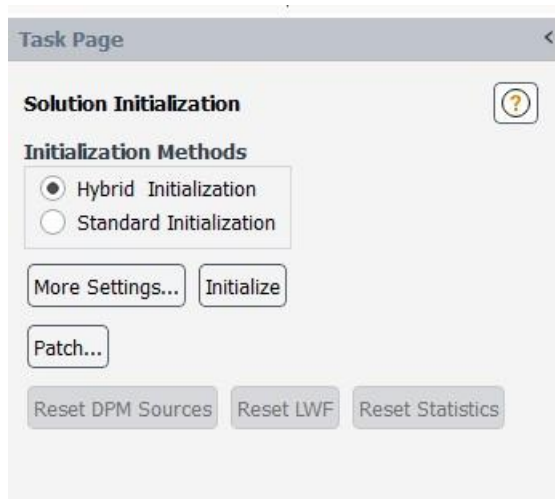 Task Page
Solution Initialization
Initialization Methods
Hybrid Initialization
Standard Initialization
More Settings... Initialize
Patch...
Reset DPM Sources Reset LWF Reset Statistics